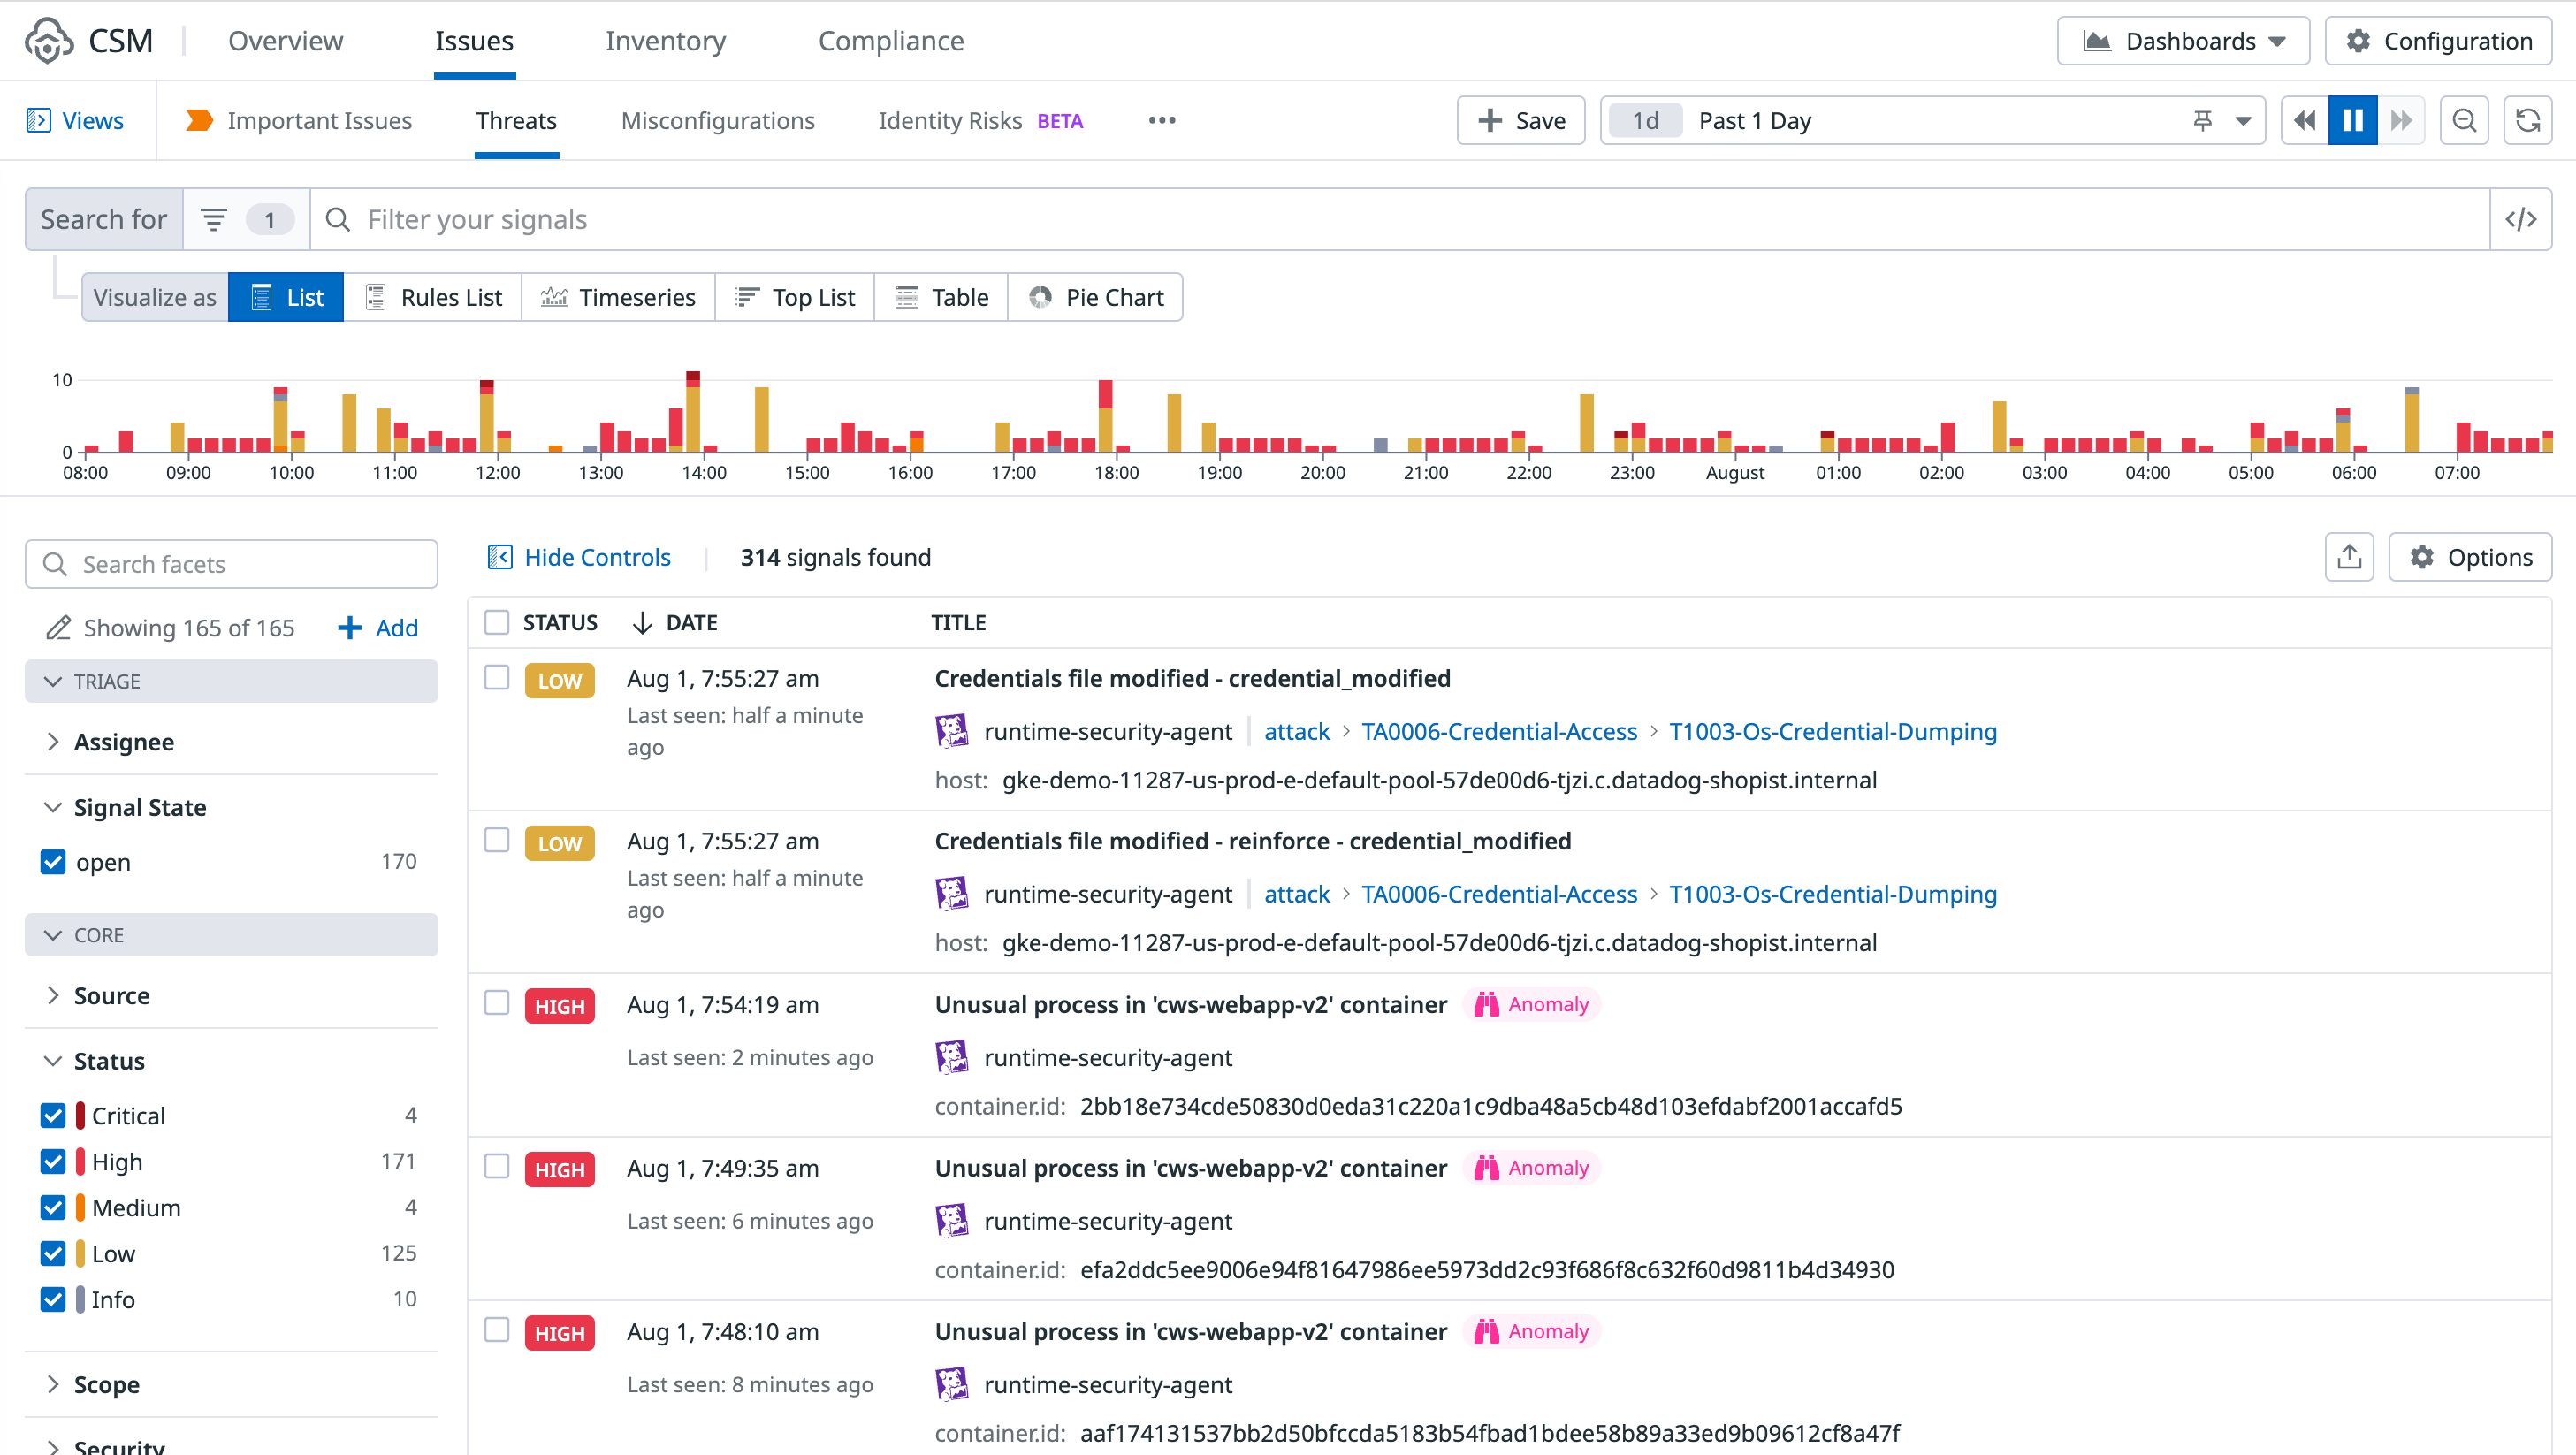 CSM
Overview
Issues
Inventory
Compliance
Dashboards
Configuration
Views
Important Issues
Threats
Misconfigurations
Identity Risks BETA
Save
1d Past 1 Day
Search for
1
Filter your signals
Visualize as
List
Rules List
Timeseries
Top List
Table
Pie Chart
10
0
08:00 09:00 10:00 11:00 12:00 13:00 14:00 15:00 16:00 17:00 18:00 19:00 20:00 21:00 22:00 23:00 August 01:00 02:00 03:00 04:00 05:00 06:00 07:00
Search facets
Showing 165 of 165
Add
TRIAGE
Assignee
Signal State
open 170
CORE
Source
Status
Critical 4
High 171
Medium 4
Low 125
Info 10
Scope
Security
Hide Controls
314 signals found
Options
STATUS DATE TITLE
LOW Aug 1, 7:55:27 am Credentials file modified - credential_modified
Last seen: half a minute
ago
runtime-security-agent attack > TA0006-Credential-Access > T1003-Os-Credential-Dumping
host: gke-demo-11287-us-prod-e-default-pool-57de00d6-tjzi.c.datadog-shopist.internal
LOW Aug 1, 7:55:27 am Credentials file modified - reinforce - credential_modified
Last seen: half a minute
ago
runtime-security-agent attack > TA0006-Credential-Access > T1003-Os-Credential-Dumping
host: gke-demo-11287-us-prod-e-default-pool-57de00d6-tjzi.c.datadog-shopist.internal
HIGH Aug 1, 7:54:19 am Unusual process in 'cws-webapp-v2' container Anomaly
Last seen: 2 minutes ago runtime-security-agent
container.id: 2bb18e734cde50830d0eda31c220a1c9dba48a5cb48d103efdabf2001accafd5
HIGH Aug 1, 7:49:35 am Unusual process in 'cws-webapp-v2' container Anomaly
Last seen: 6 minutes ago runtime-security-agent
container.id: efa2ddc5ee9006e94f81647986ee5973dd2c93f686f8c632f60d9811b4d34930
HIGH Aug 1, 7:48:10 am Unusual process in 'cws-webapp-v2' container Anomaly
Last seen: 8 minutes ago runtime-security-agent
container.id: aaf174131537bb2d50bfccda5183b54fbad1bdee58b89a33ed9b09612cf8a47f